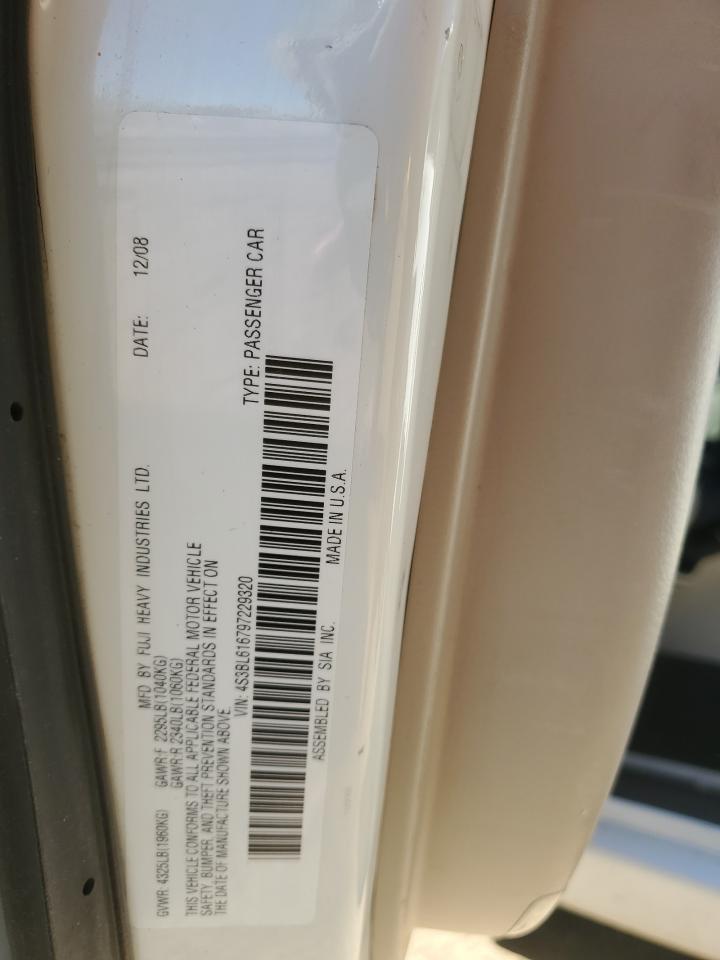 MFD BY FUJI HEAVY INDUSTRIES LTD. DATE: 12/08
GVWR: 4325LB(1960KG) GAWR:F 2295LB(1040KG)
GAWR:R 2340LB(1060KG)
THIS VEHICLE CONFORMS TO ALL APPLICABLE FEDERAL MOTOR VEHICLE
SAFETY, BUMPER, AND THEFT PREVENTION STANDARDS IN EFFECT ON
THE DATE OF MANUFACTURE SHOWN ABOVE.
VIN: 4S3BL616797229320 TYPE: PASSENGER CAR
ASSEMBLED BY SIA INC. MADE IN U.S.A.